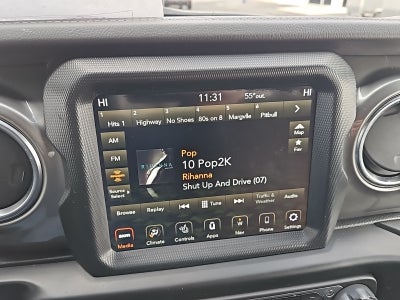 HI 11:31 55°out. HI
1 2 3 4 5 6
Hits 1 Highway No Shoes 80s on 8 Margvlle Pitbull
AM
FM
Source
Select
Map
Fav
Pop
10 Pop2K
Rihanna
Shut Up And Drive (07)
Browse Replay Tune Traffic &
Weather Audio
Media Climate Controls Apps Nav Phone Settings